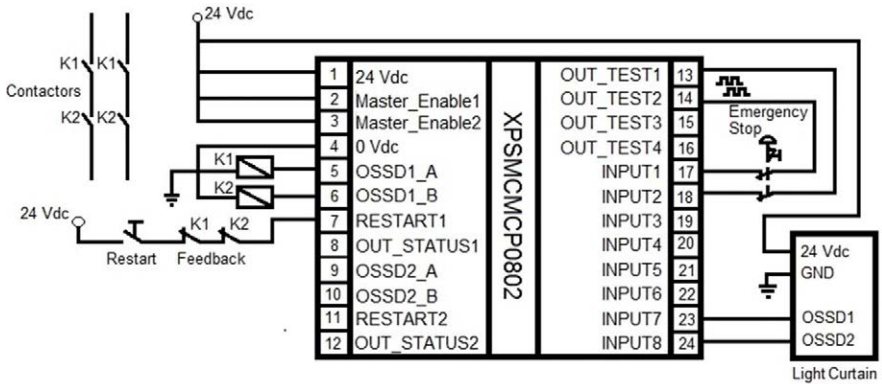 24 Vdc
K1 K1
Contactors
K2 K2
24 Vdc
Restart
K1 K2
Feedback
K1
K2
1 24 Vdc
2 Master_Enable1
3 Master_Enable2
4 0 Vdc
5 OSSD1_A
6 OSSD1_B
7 RESTART1
8 OUT_STATUS1
9 OSSD2_A
10 OSSD2_B
11 RESTART2
12 OUT_STATUS2
XPSMCMCP0802
OUT_TEST1 13
OUT_TEST2 14
OUT_TEST3 15
OUT_TEST4 16
INPUT1 17
INPUT2 18
INPUT3 19
INPUT4 20
INPUT5 21
INPUT6 22
INPUT7 23
INPUT8 24
Emergency
Stop
24 Vdc
GND
OSSD1
OSSD2
Light Curtain